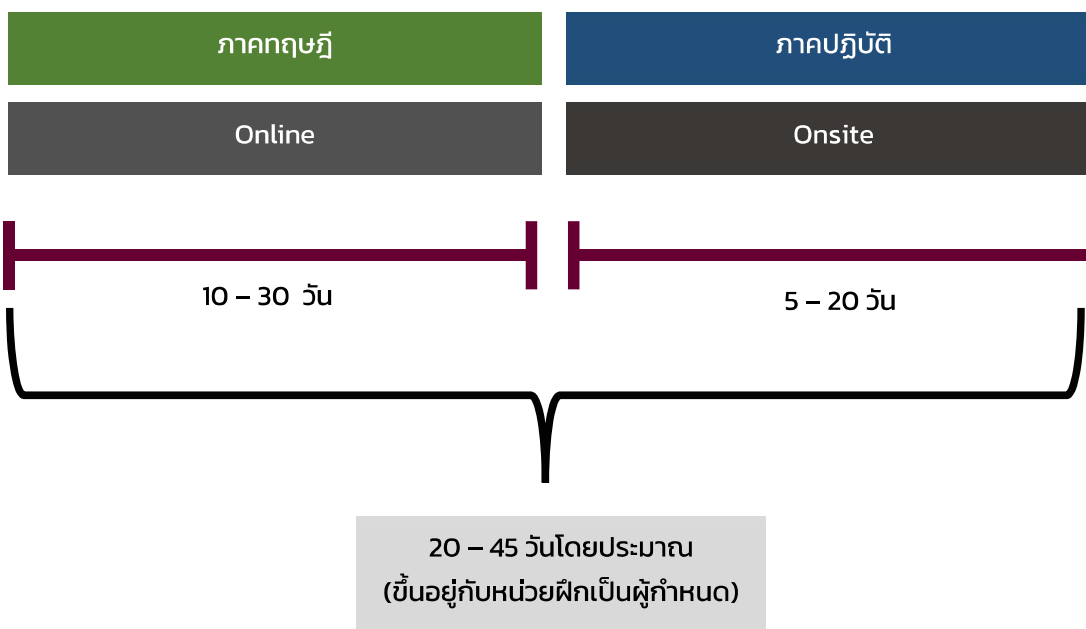 ภาคทฤษฎี
ภาคปฏิบัติ
Online
Onsite
10 – 30 วัน
5 – 20 วัน
20 – 45 วันโดยประมาณ
(ขึ้นอยู่กับหน่วยฝึกเป็นผู้กำหนด)